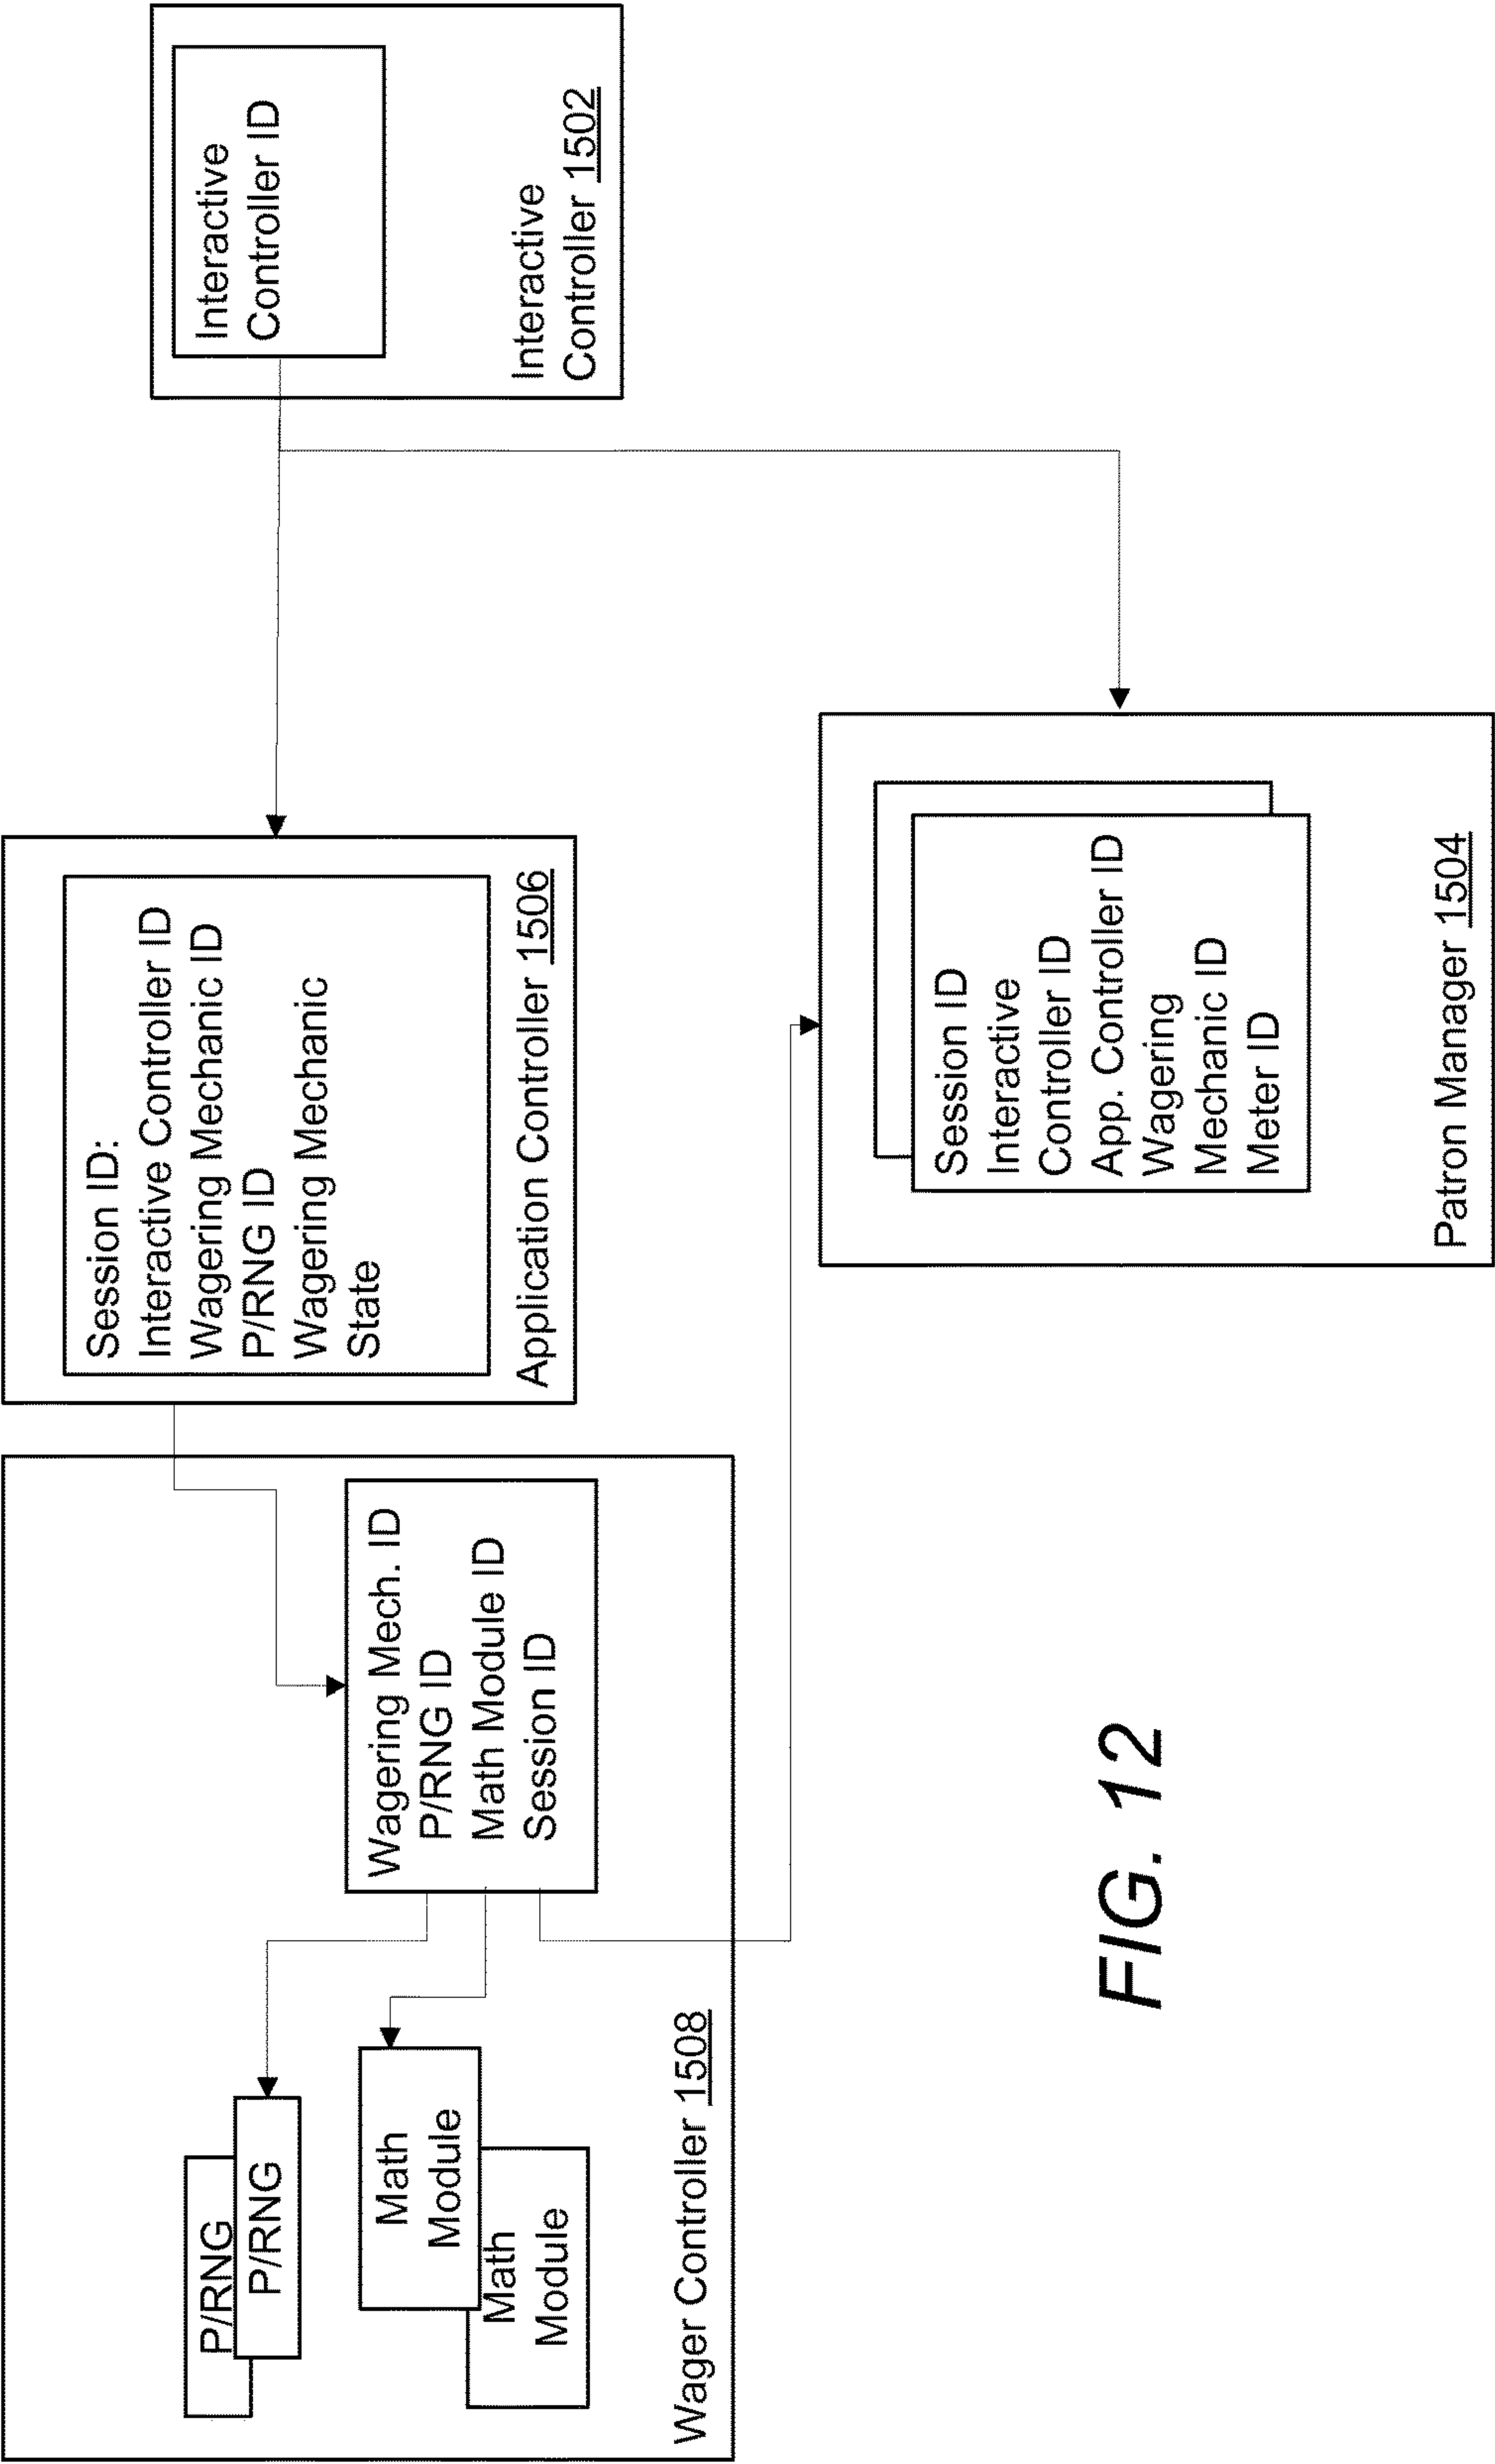 P/RNG
P/RNG
Math
Module
Math
Module
Wager Controller 1508
Wagering Mech. ID
P/RNG ID
Math Module ID
Session ID
Session ID:
Interactive Controller ID
Wagering Mechanic ID
P/RNG ID
Wagering Mechanic
State
Application Controller 1506
Interactive
Controller ID
Interactive
Controller 1502
Session ID
Interactive
Controller ID
App. Controller ID
Wagering
Mechanic ID
Meter ID
Patron Manager 1504
FIG. 12